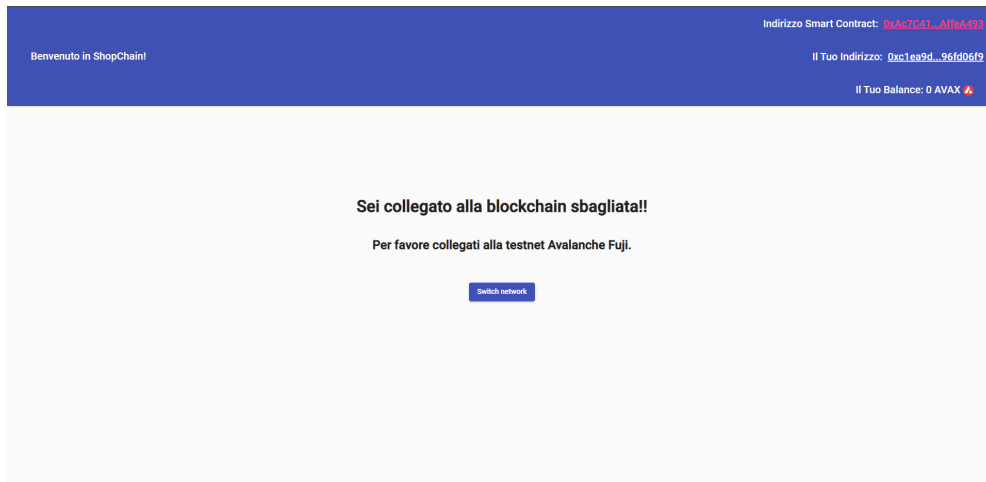 Indirizzo Smart Contract: 0xAc7C41...AffeA493
Benvenuto in ShopChain!
Il Tuo Indirizzo: 0xc1ea9d...96fd06f9
Il Tuo Balance: 0 AVAX
Sei collegato alla blockchain sbagliata!!
Per favore collegati alla testnet Avalanche Fuji.
Switch network